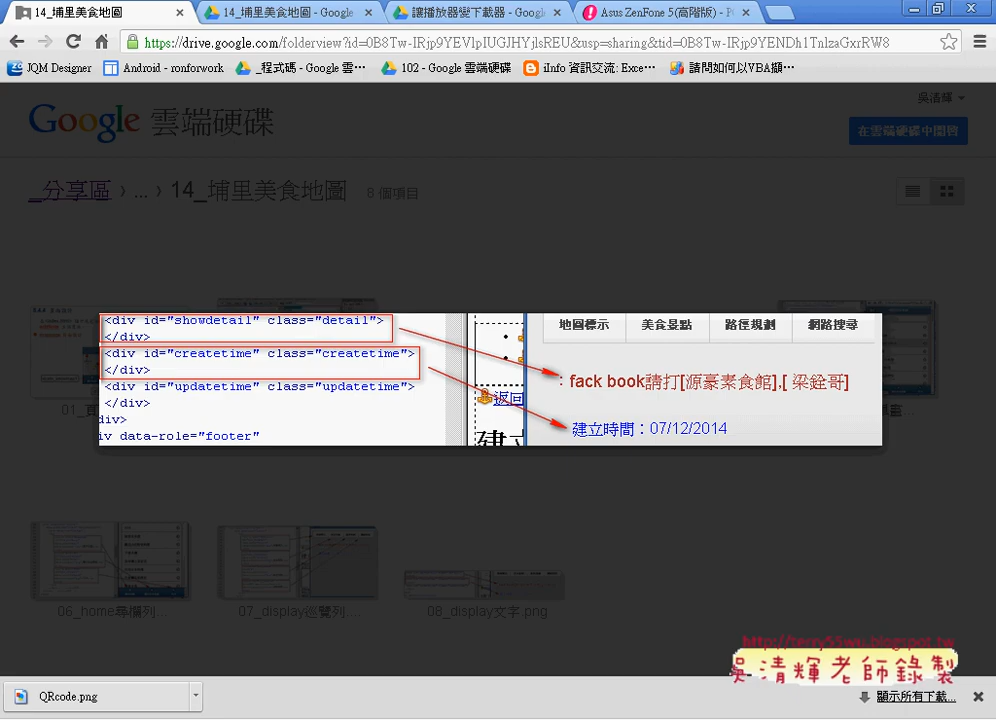 14_埔里美食地圖
14_埔里美食地圖 - Google
讓播放器變下載器 - Googl
Asus ZenFone 5(高階版) - P
https://drive.google.com/folderview?id=0B8Tw-IRjp9YEVlpIUGJHYjlsREU&usp=sharing&tid=0B8Tw-IRjp9YENDh1TnlzaGxrRW8
JQM Designer
Android - ronforwork
_程式碼 - Google 雲⋯
102 - Google 雲端硬碟
iInfo 資訊交流: Exce⋯
請問如何以VBA擷⋯
吳清輝
Google 雲端硬碟
在雲端硬碟中開啟
_分享區 › ... › 14_埔里美食地圖 8 個項目
<div id="showdetail" class="detail">
</div>
<div id="createtime" class="createtime">
</div>
<div id="updatetime" class="updatetime">
</div>
div>
iv data-role="footer"
返回
建立
地圖標示
美食景點
路徑規劃
網路搜尋
: fack book請打[源豪素食館],[ 梁銓哥]
建立時間：07/12/2014
06_home尋欄列...
07_display巡覽列....
08_display文字.png
http://terry55wu.blogspot.tw
吳清輝老師錄製
QRcode.png
顯示所有下載...